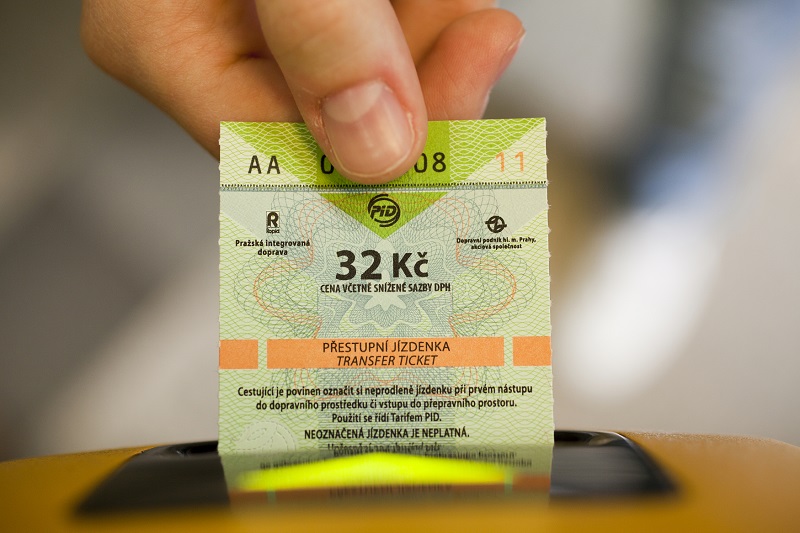 AA 08 11
PID
Ropid
Pražská integrovaná
doprava
Dopravní podnik hl. m. Prahy,
akciová společnost
32 Kč
CENA VČETNĚ SNÍŽENÉ SAZBY DPH
PŘESTUPNÍ JÍZDENKA
TRANSFER TICKET
Cestující je povinen označit si neprodleně jízdenku při prvém nástupu
do dopravního prostředku či vstupu do přepravního prostoru.
Použití se řídí Tarifem PID.
NEOZNAČENÁ JÍZDENKA JE NEPLATNÁ.